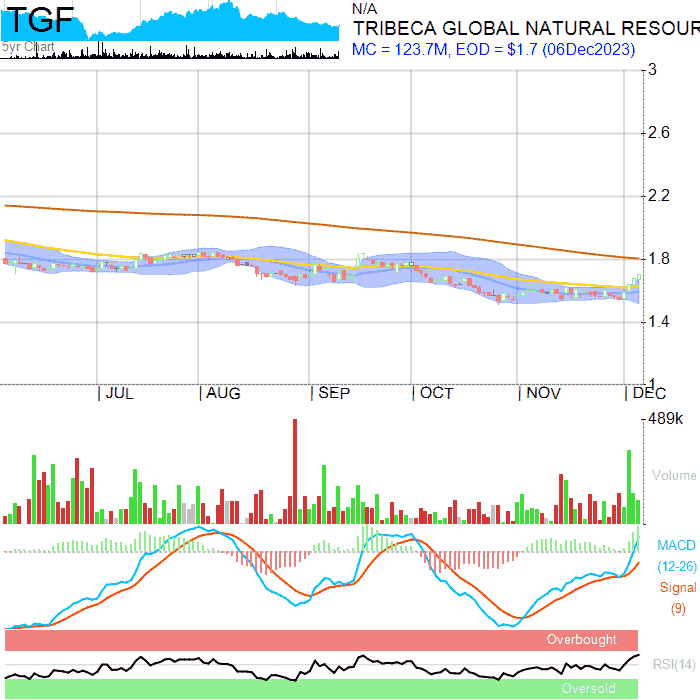 TGF
5yr Chart
N/A
TRIBECA GLOBAL NATURAL RESOUR
MC = 123.7M, EOD = $1.7 (06Dec2023)
3
2.6
2.2
1.8
1.4
1
JUL AUG SEP OCT NOV DEC
489k
Volume
MACD
(12-26)
Signal
(9)
Overbought
RSI(14)
Oversold